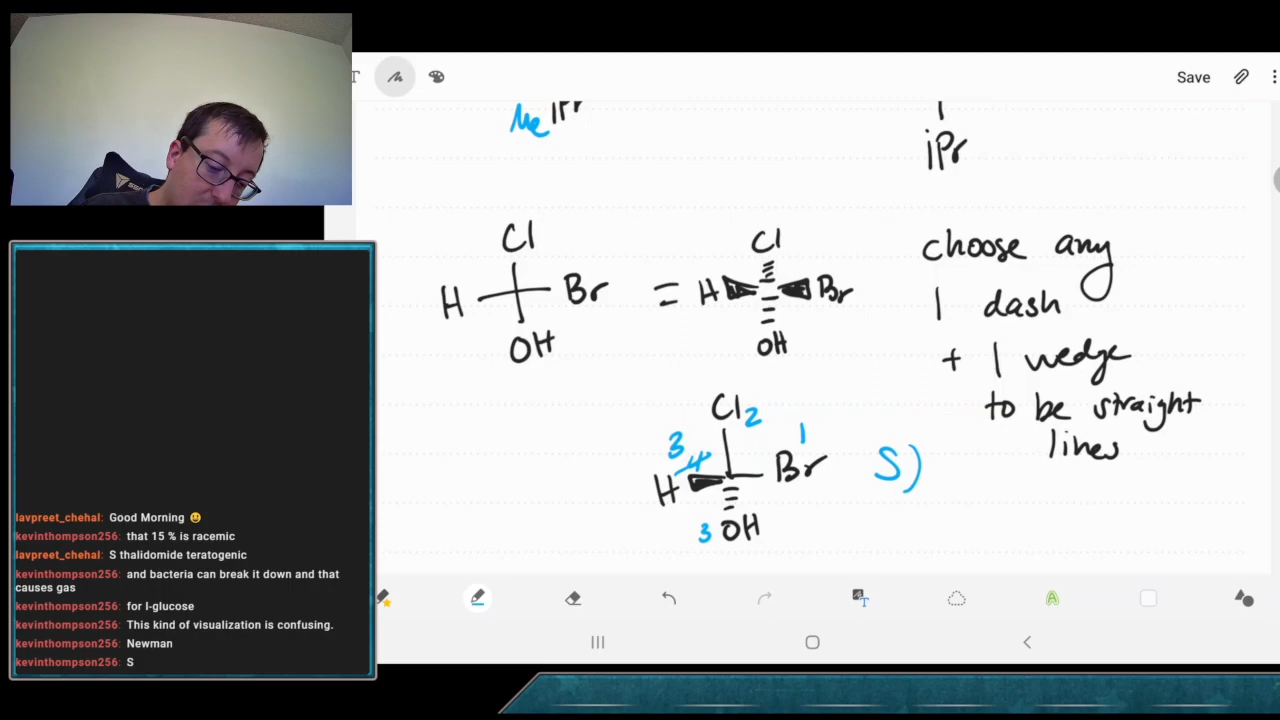 T
Save
Me iPr
iPr
Cl
H Br
OH
=
Cl
H Br
OH
choose any
1 dash
+ 1 wedge
to be straight
lines
Cl 2
3 4 1
H Br
3 OH
S)
A
T
lavpreet_chehal: Good Morning 😃
kevinthompson256: that 15 % is racemic
lavpreet_chehal: S thalidomide teratogenic
kevinthompson256: and bacteria can break it down and that
causes gas
kevinthompson256: for l-glucose
kevinthompson256: This kind of visualization is confusing.
kevinthompson256: Newman
kevinthompson256: S